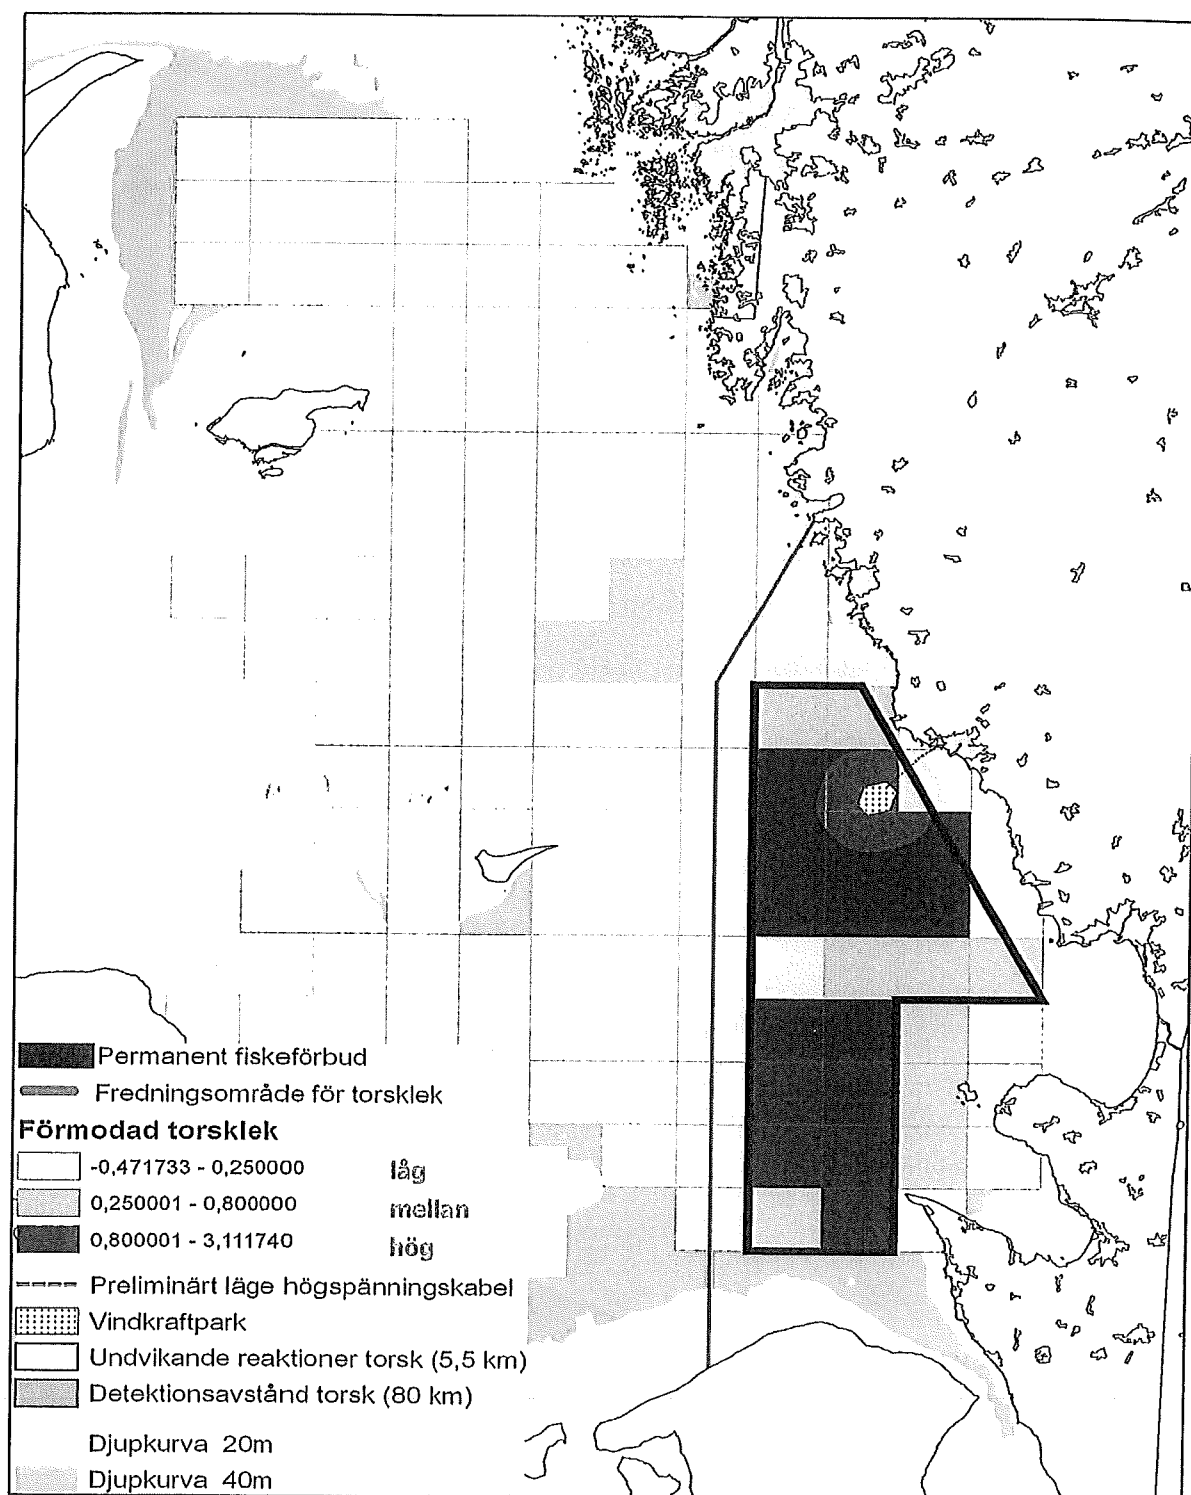 Permanent fiskeförbud
Fredningsområde för torsklek
Förmodad torsklek
-0,471733 - 0,250000 låg
0,250001 - 0,800000 mellan
0,800001 - 3,111740 hög
Preliminärt läge högspänningskabel
Vindkraftpark
Undvikande reaktioner torsk (5,5 km)
Detektionsavstånd torsk (80 km)
Djupkurva 20m
Djupkurva 40m